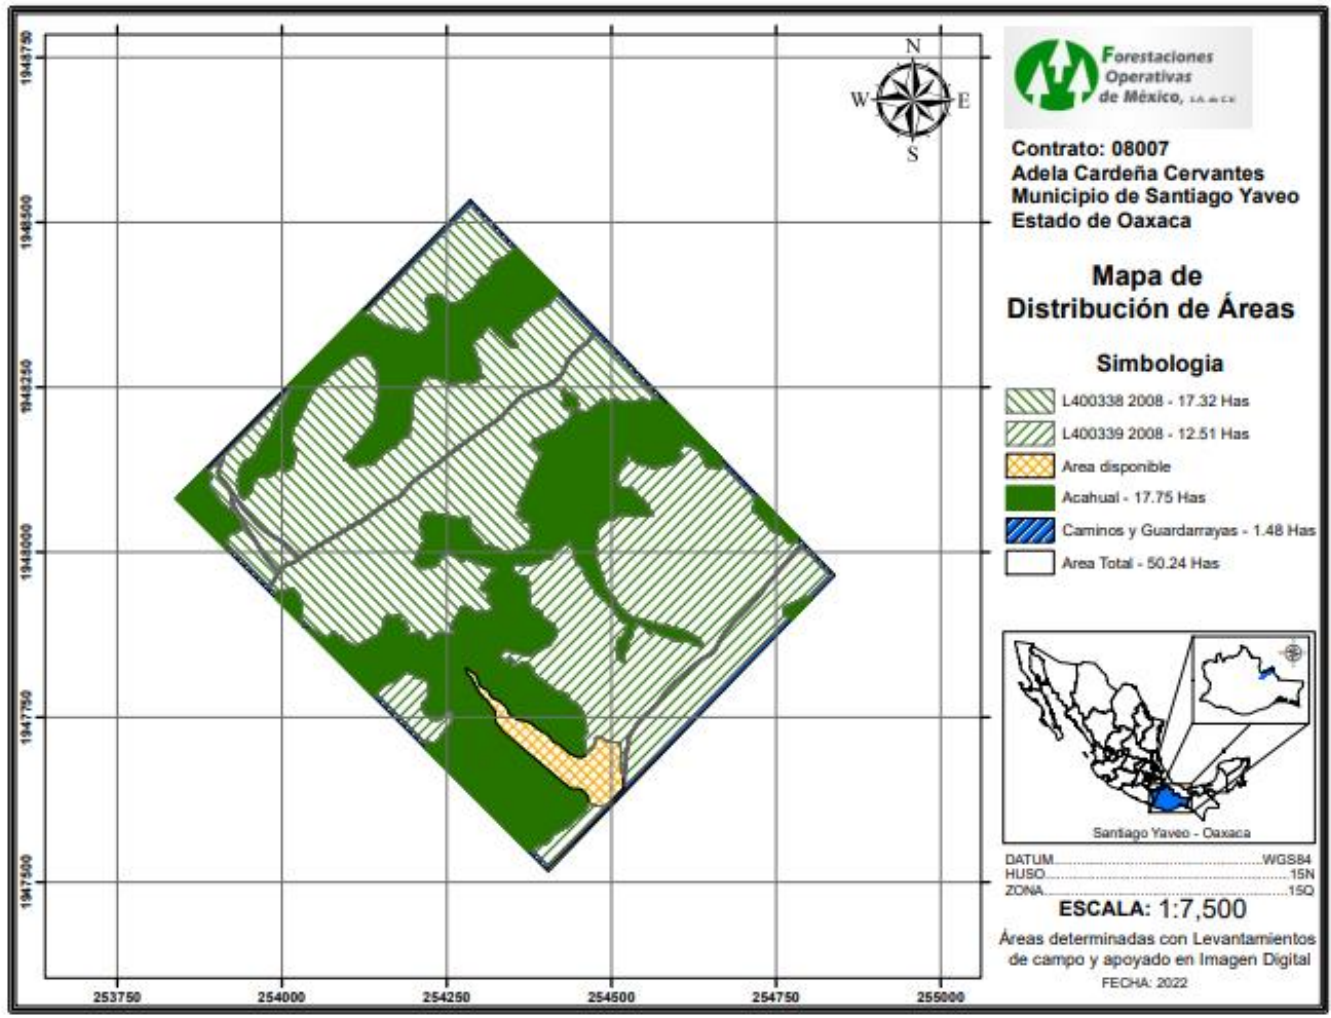 N
W
E
S
1948750
1948500
1948250
1948000
1947750
1947500
253750
254000
254250
254500
254750
255000
Forestaciones
Operativas
de México, S.A. de C.V.
Contrato: 08007
Adela Cardeña Cervantes
Municipio de Santiago Yaveo
Estado de Oaxaca
Mapa de
Distribución de Áreas
Simbologia
L400338 2008 - 17.32 Has
L400339 2008 - 12.51 Has
Area disponible
Acahual - 17.75 Has
Caminos y Guardarrayas - 1.48 Has
Area Total - 50.24 Has
Santiago Yaveo - Oaxaca
DATUM WGS84
HUSO 15N
ZONA 15Q
ESCALA: 1:7,500
Áreas determinadas con Levantamientos
de campo y apoyado en Imagen Digital
FECHA: 2022